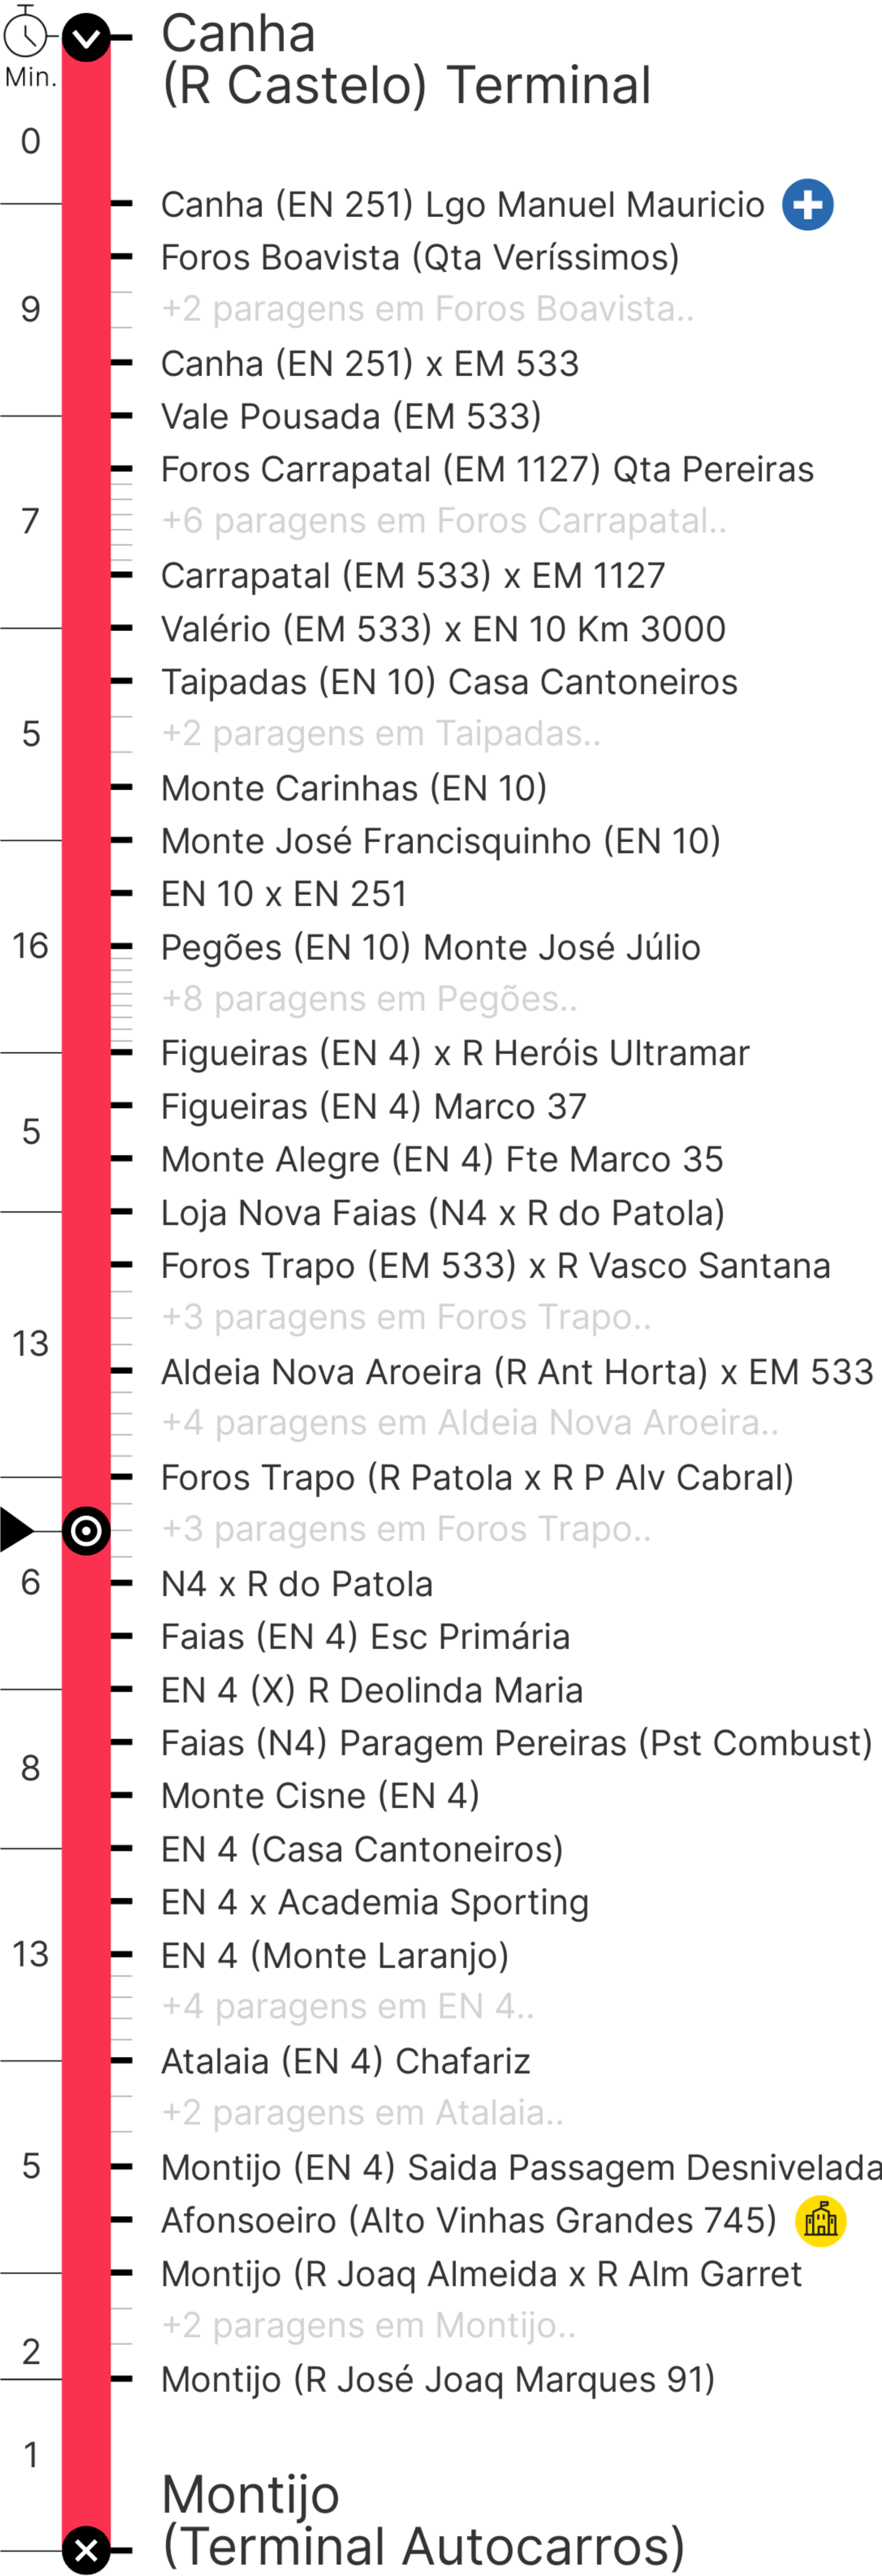 Canha
(R Castelo) Terminal
Min.
0
Canha (EN 251) Lgo Manuel Mauricio
Foros Boavista (Qta Veríssimos)
9
+2 paragens em Foros Boavista..
Canha (EN 251) x EM 533
Vale Pousada (EM 533)
Foros Carrapatal (EM 1127) Qta Pereiras
7
+6 paragens em Foros Carrapatal..
Carrapatal (EM 533) x EM 1127
Valério (EM 533) x EN 10 Km 3000
Taipadas (EN 10) Casa Cantoneiros
5
+2 paragens em Taipadas..
Monte Carinhas (EN 10)
Monte José Francisquinho (EN 10)
EN 10 x EN 251
16
Pegões (EN 10) Monte José Júlio
+8 paragens em Pegões..
Figueiras (EN 4) x R Heróis Ultramar
Figueiras (EN 4) Marco 37
5
Monte Alegre (EN 4) Fte Marco 35
Loja Nova Faias (N4 x R do Patola)
Foros Trapo (EM 533) x R Vasco Santana
+3 paragens em Foros Trapo..
13
Aldeia Nova Aroeira (R Ant Horta) x EM 533
+4 paragens em Aldeia Nova Aroeira..
Foros Trapo (R Patola x R P Alv Cabral)
+3 paragens em Foros Trapo..
6
N4 x R do Patola
Faias (EN 4) Esc Primária
EN 4 (X) R Deolinda Maria
Faias (N4) Paragem Pereiras (Pst Combust)
8
Monte Cisne (EN 4)
EN 4 (Casa Cantoneiros)
EN 4 x Academia Sporting
13
EN 4 (Monte Laranjo)
+4 paragens em EN 4..
Atalaia (EN 4) Chafariz
+2 paragens em Atalaia..
5
Montijo (EN 4) Saida Passagem Desnivelada
Afonsoeiro (Alto Vinhas Grandes 745)
Montijo (R Joaq Almeida x R Alm Garret
+2 paragens em Montijo..
2
Montijo (R José Joaq Marques 91)
1
Montijo
(Terminal Autocarros)